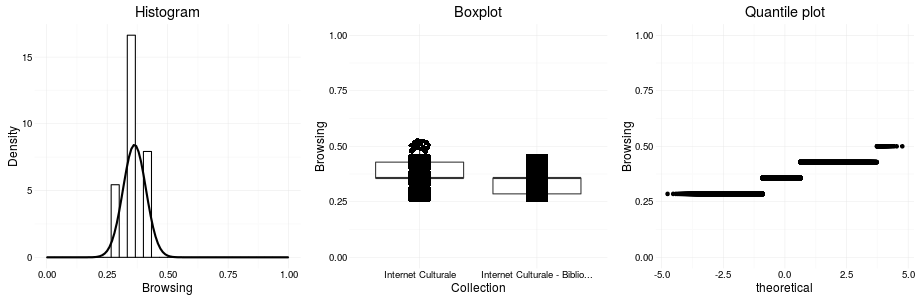 Histogram
Boxplot
Quantile plot
Density
15
10
5
0
0.00 0.25 0.50 0.75 1.00
Browsing
Browsing
1.00
0.75
0.50
0.25
0.00
Internet Culturale Internet Culturale - Biblio...
Collection
Browsing
1.00
0.75
0.50
0.25
0.00
-5.0 -2.5 0.0 2.5 5.0
theoretical